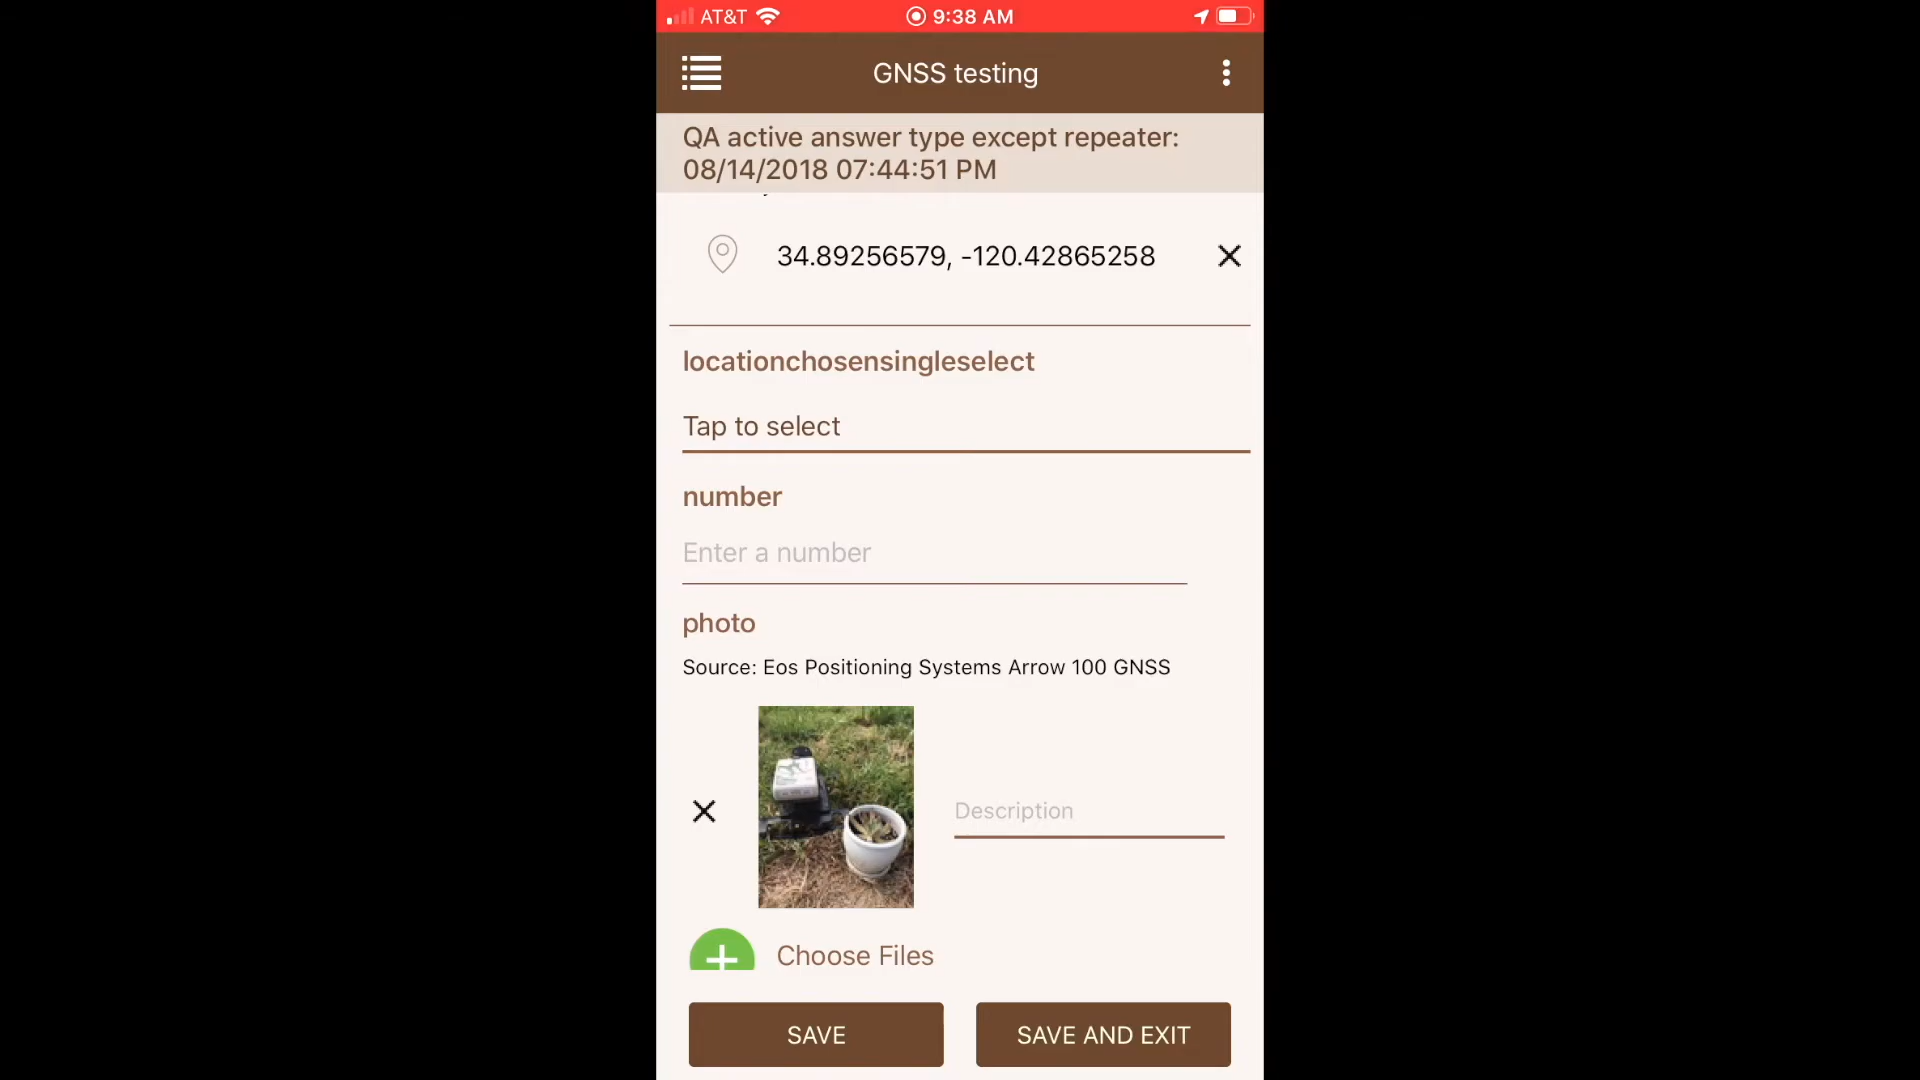 AT&T 9:38 AM
GNSS testing
QA active answer type except repeater:
08/14/2018 07:44:51 PM
34.89256579, -120.42865258
locationchosensingleselect
Tap to select
number
Enter a number
photo
Source: Eos Positioning Systems Arrow 100 GNSS
Description
Choose Files
SAVE
SAVE AND EXIT